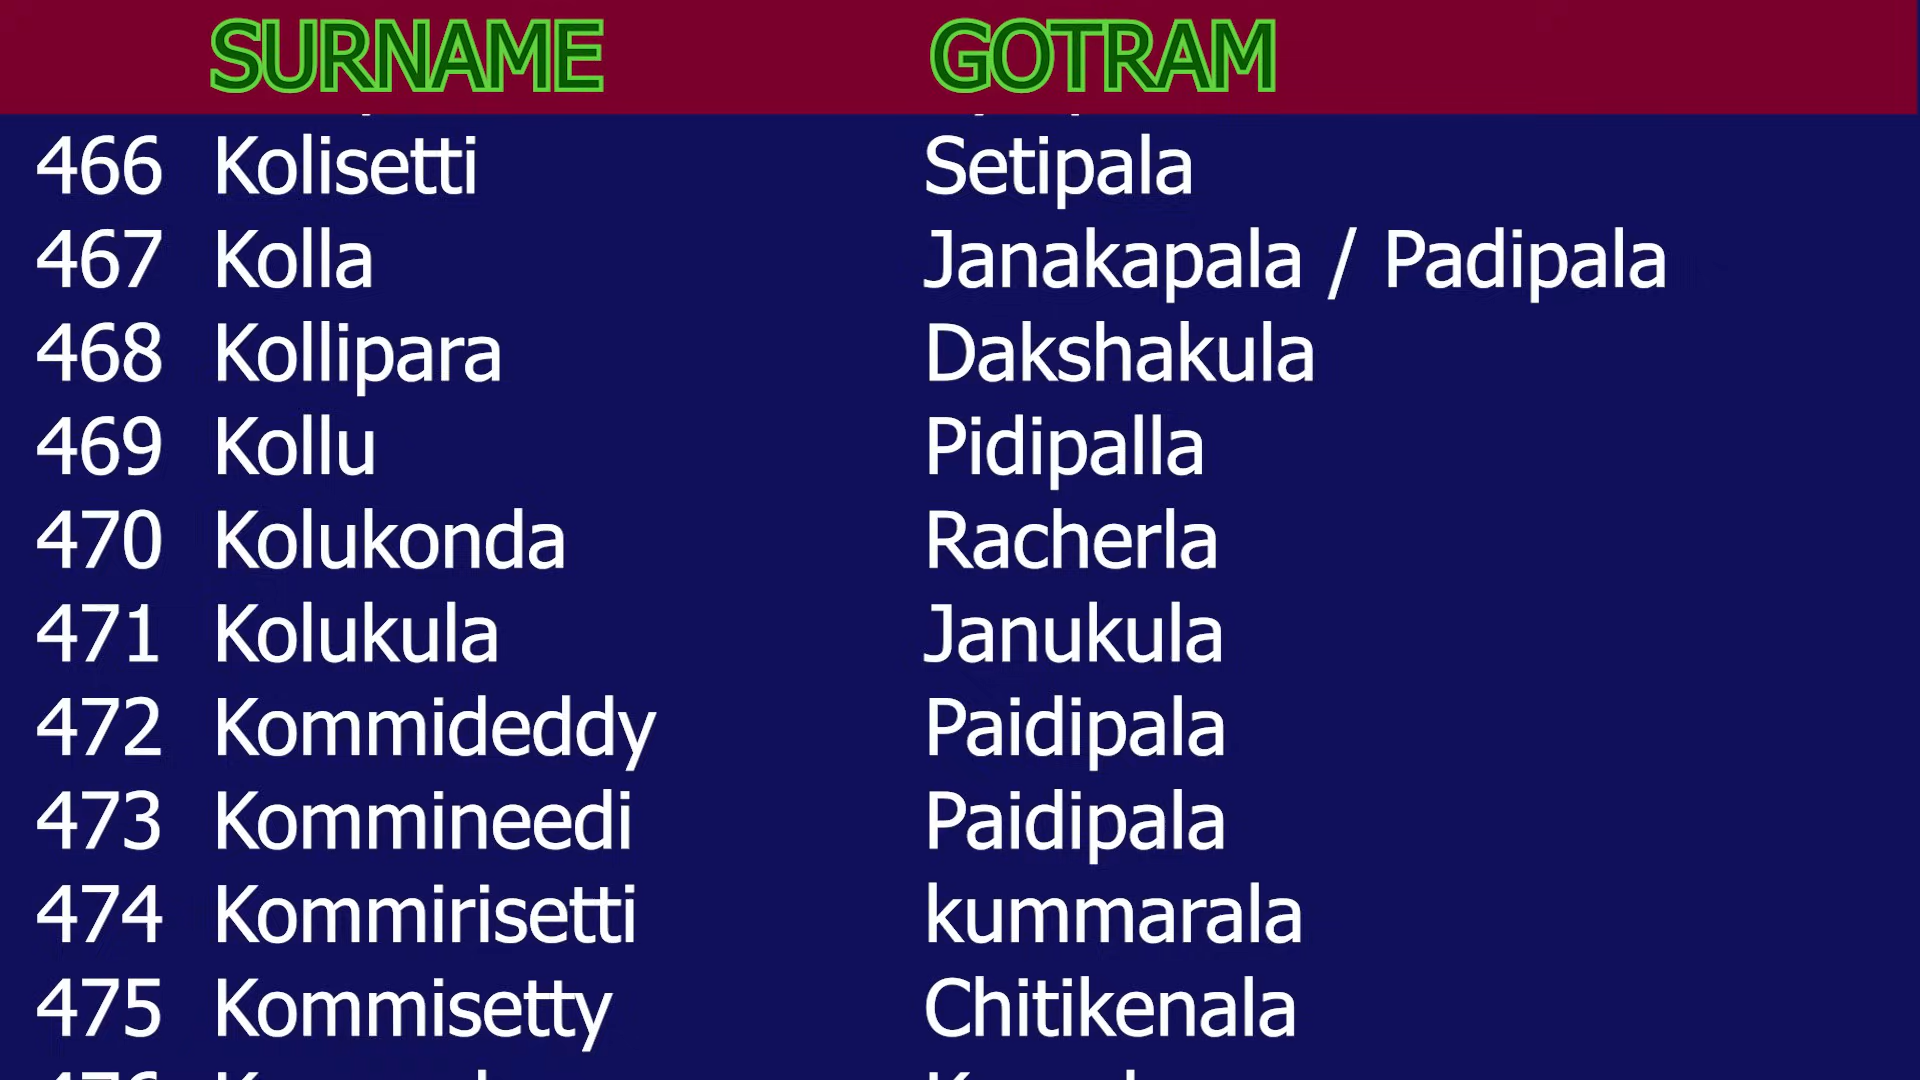 SURNAME GOTRAM
466 Kolisetti Setipala
467 Kolla Janakapala / Padipala
468 Kollipara Dakshakula
469 Kollu Pidipalla
470 Kolukonda Racherla
471 Kolukula Janukula
472 Kommideddy Paidipala
473 Kommineedi Paidipala
474 Kommirisetti kummarala
475 Kommisetty Chitikenala